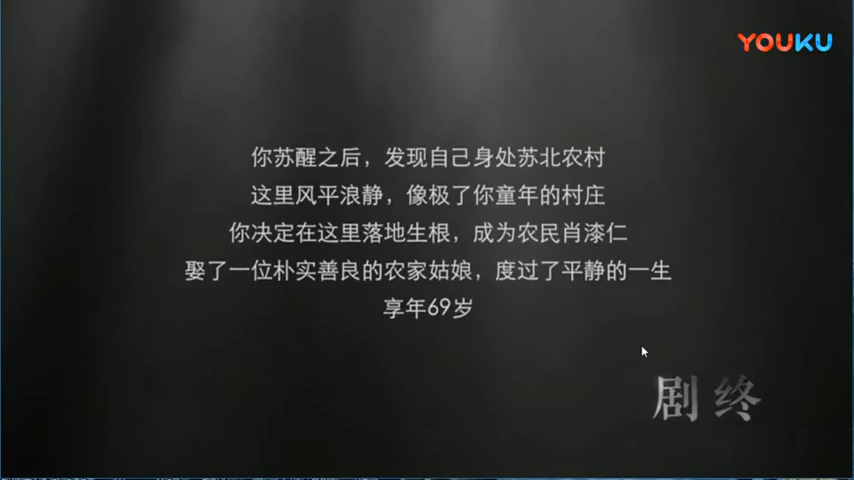 YOUKU
你苏醒之后，发现自己身处苏北农村
这里风平浪静，像极了你童年的村庄
你决定在这里落地生根，成为农民肖漆仁
娶了一位朴实善良的农家姑娘，度过了平静的一生
享年69岁
剧终